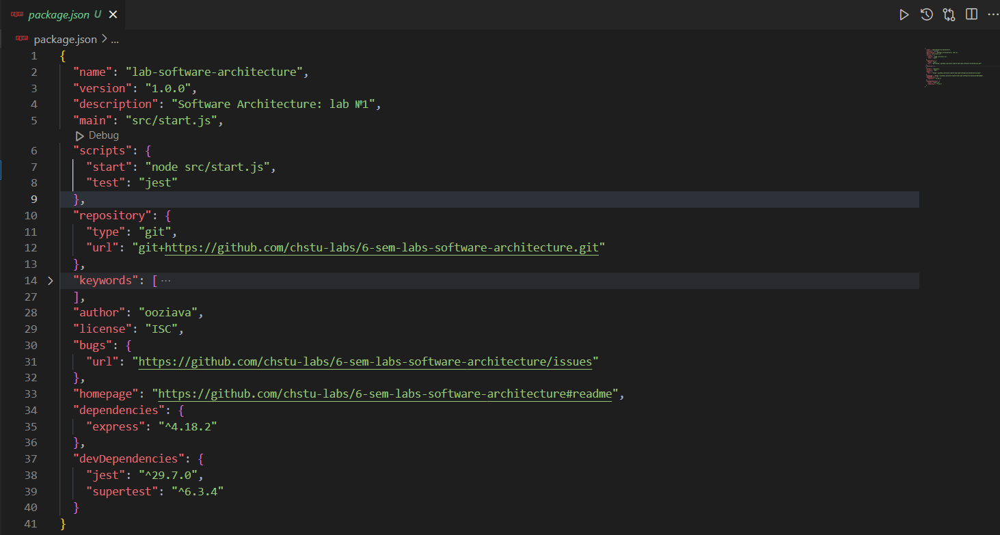 package.json U
package.json > ...
1 {
2 "name": "lab-software-architecture",
3 "version": "1.0.0",
4 "description": "Software Architecture: lab №1",
5 "main": "src/start.js",
Debug
6 "scripts": {
7 "start": "node src/start.js",
8 "test": "jest"
9 },
10 "repository": {
11 "type": "git",
12 "url": "git+https://github.com/chstu-labs/6-sem-labs-software-architecture.git"
13 },
14 "keywords": [ ...
27 ],
28 "author": "ooziava",
29 "license": "ISC",
30 "bugs": {
31 "url": "https://github.com/chstu-labs/6-sem-labs-software-architecture/issues"
32 },
33 "homepage": "https://github.com/chstu-labs/6-sem-labs-software-architecture#readme",
34 "dependencies": {
35 "express": "^4.18.2"
36 },
37 "devDependencies": {
38 "jest": "^29.7.0",
39 "supertest": "^6.3.4"
40 }
41 }